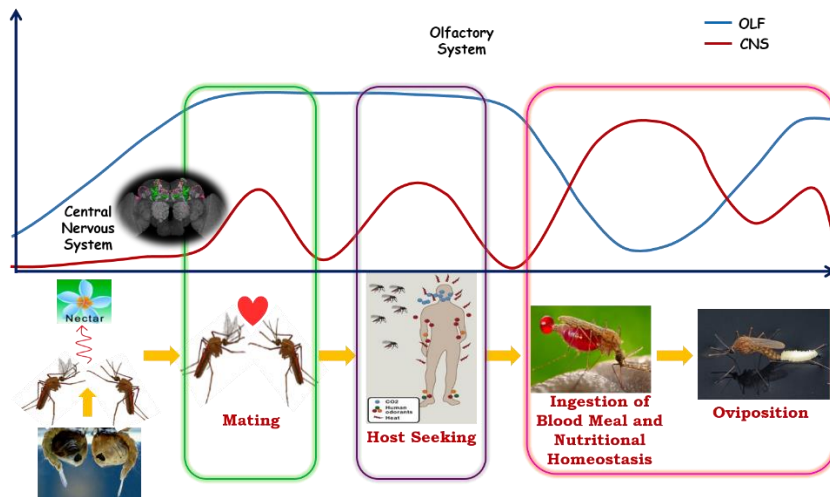 Olfactory
System
OLF
CNS
Central
Nervous
System
Nectar
Mating
CO2
Human
odorants
Heat
Host Seeking
Ingestion of
Blood Meal and
Nutritional
Homeostasis
Oviposition